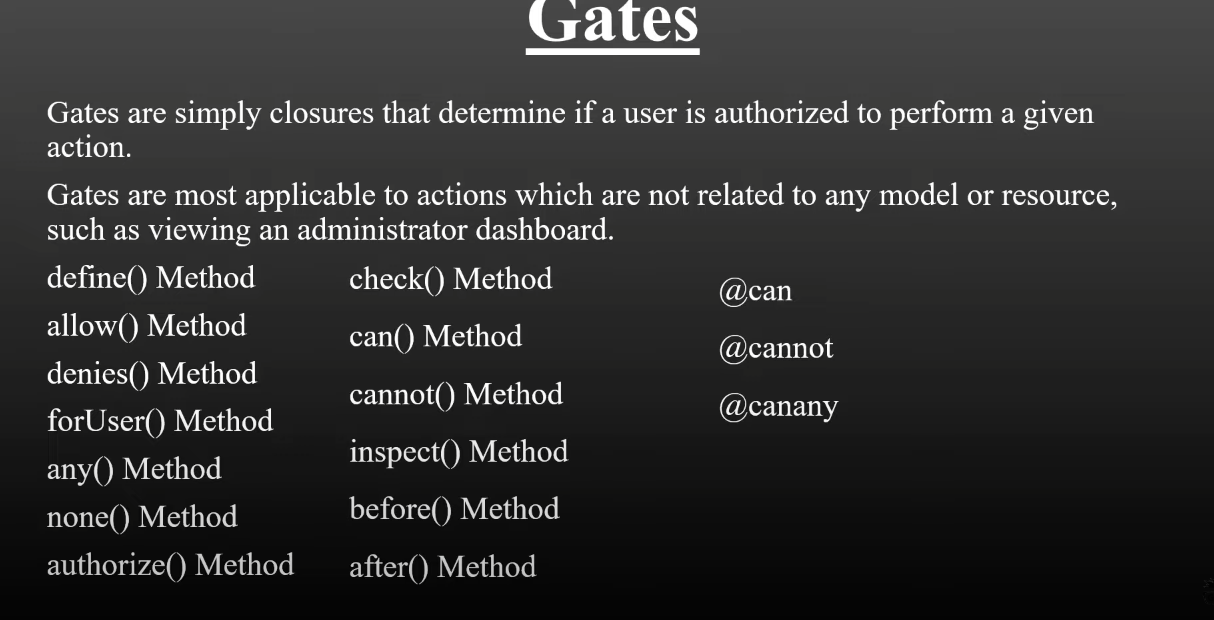 Gates
Gates are simply closures that determine if a user is authorized to perform a given
action.
Gates are most applicable to actions which are not related to any model or resource,
such as viewing an administrator dashboard.
define() Method
allow() Method
denies() Method
forUser() Method
any() Method
none() Method
authorize() Method
check() Method
can() Method
cannot() Method
inspect() Method
before() Method
after() Method
@can
@cannot
@canany